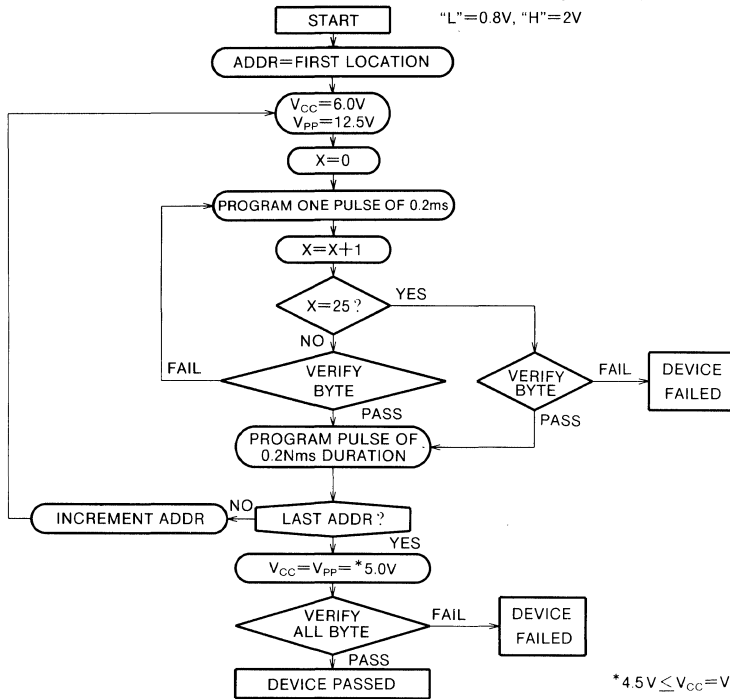 START
"L"=0.8V, "H"=2V
ADDR=FIRST LOCATION
VCC=6.0V
VPP=12.5V
X=0
PROGRAM ONE PULSE OF 0.2ms
X=X+1
X=25?
YES
NO
FAIL
VERIFY
BYTE
PASS
VERIFY
BYTE
FAIL
PASS
DEVICE
FAILED
PROGRAM PULSE OF
0.2Nms DURATION
LAST ADDR?
NO
INCREMENT ADDR
YES
VCC=VPP=*5.0V
VERIFY
ALL BYTE
FAIL
DEVICE
FAILED
PASS
DEVICE PASSED
*4.5V≤VCC=V